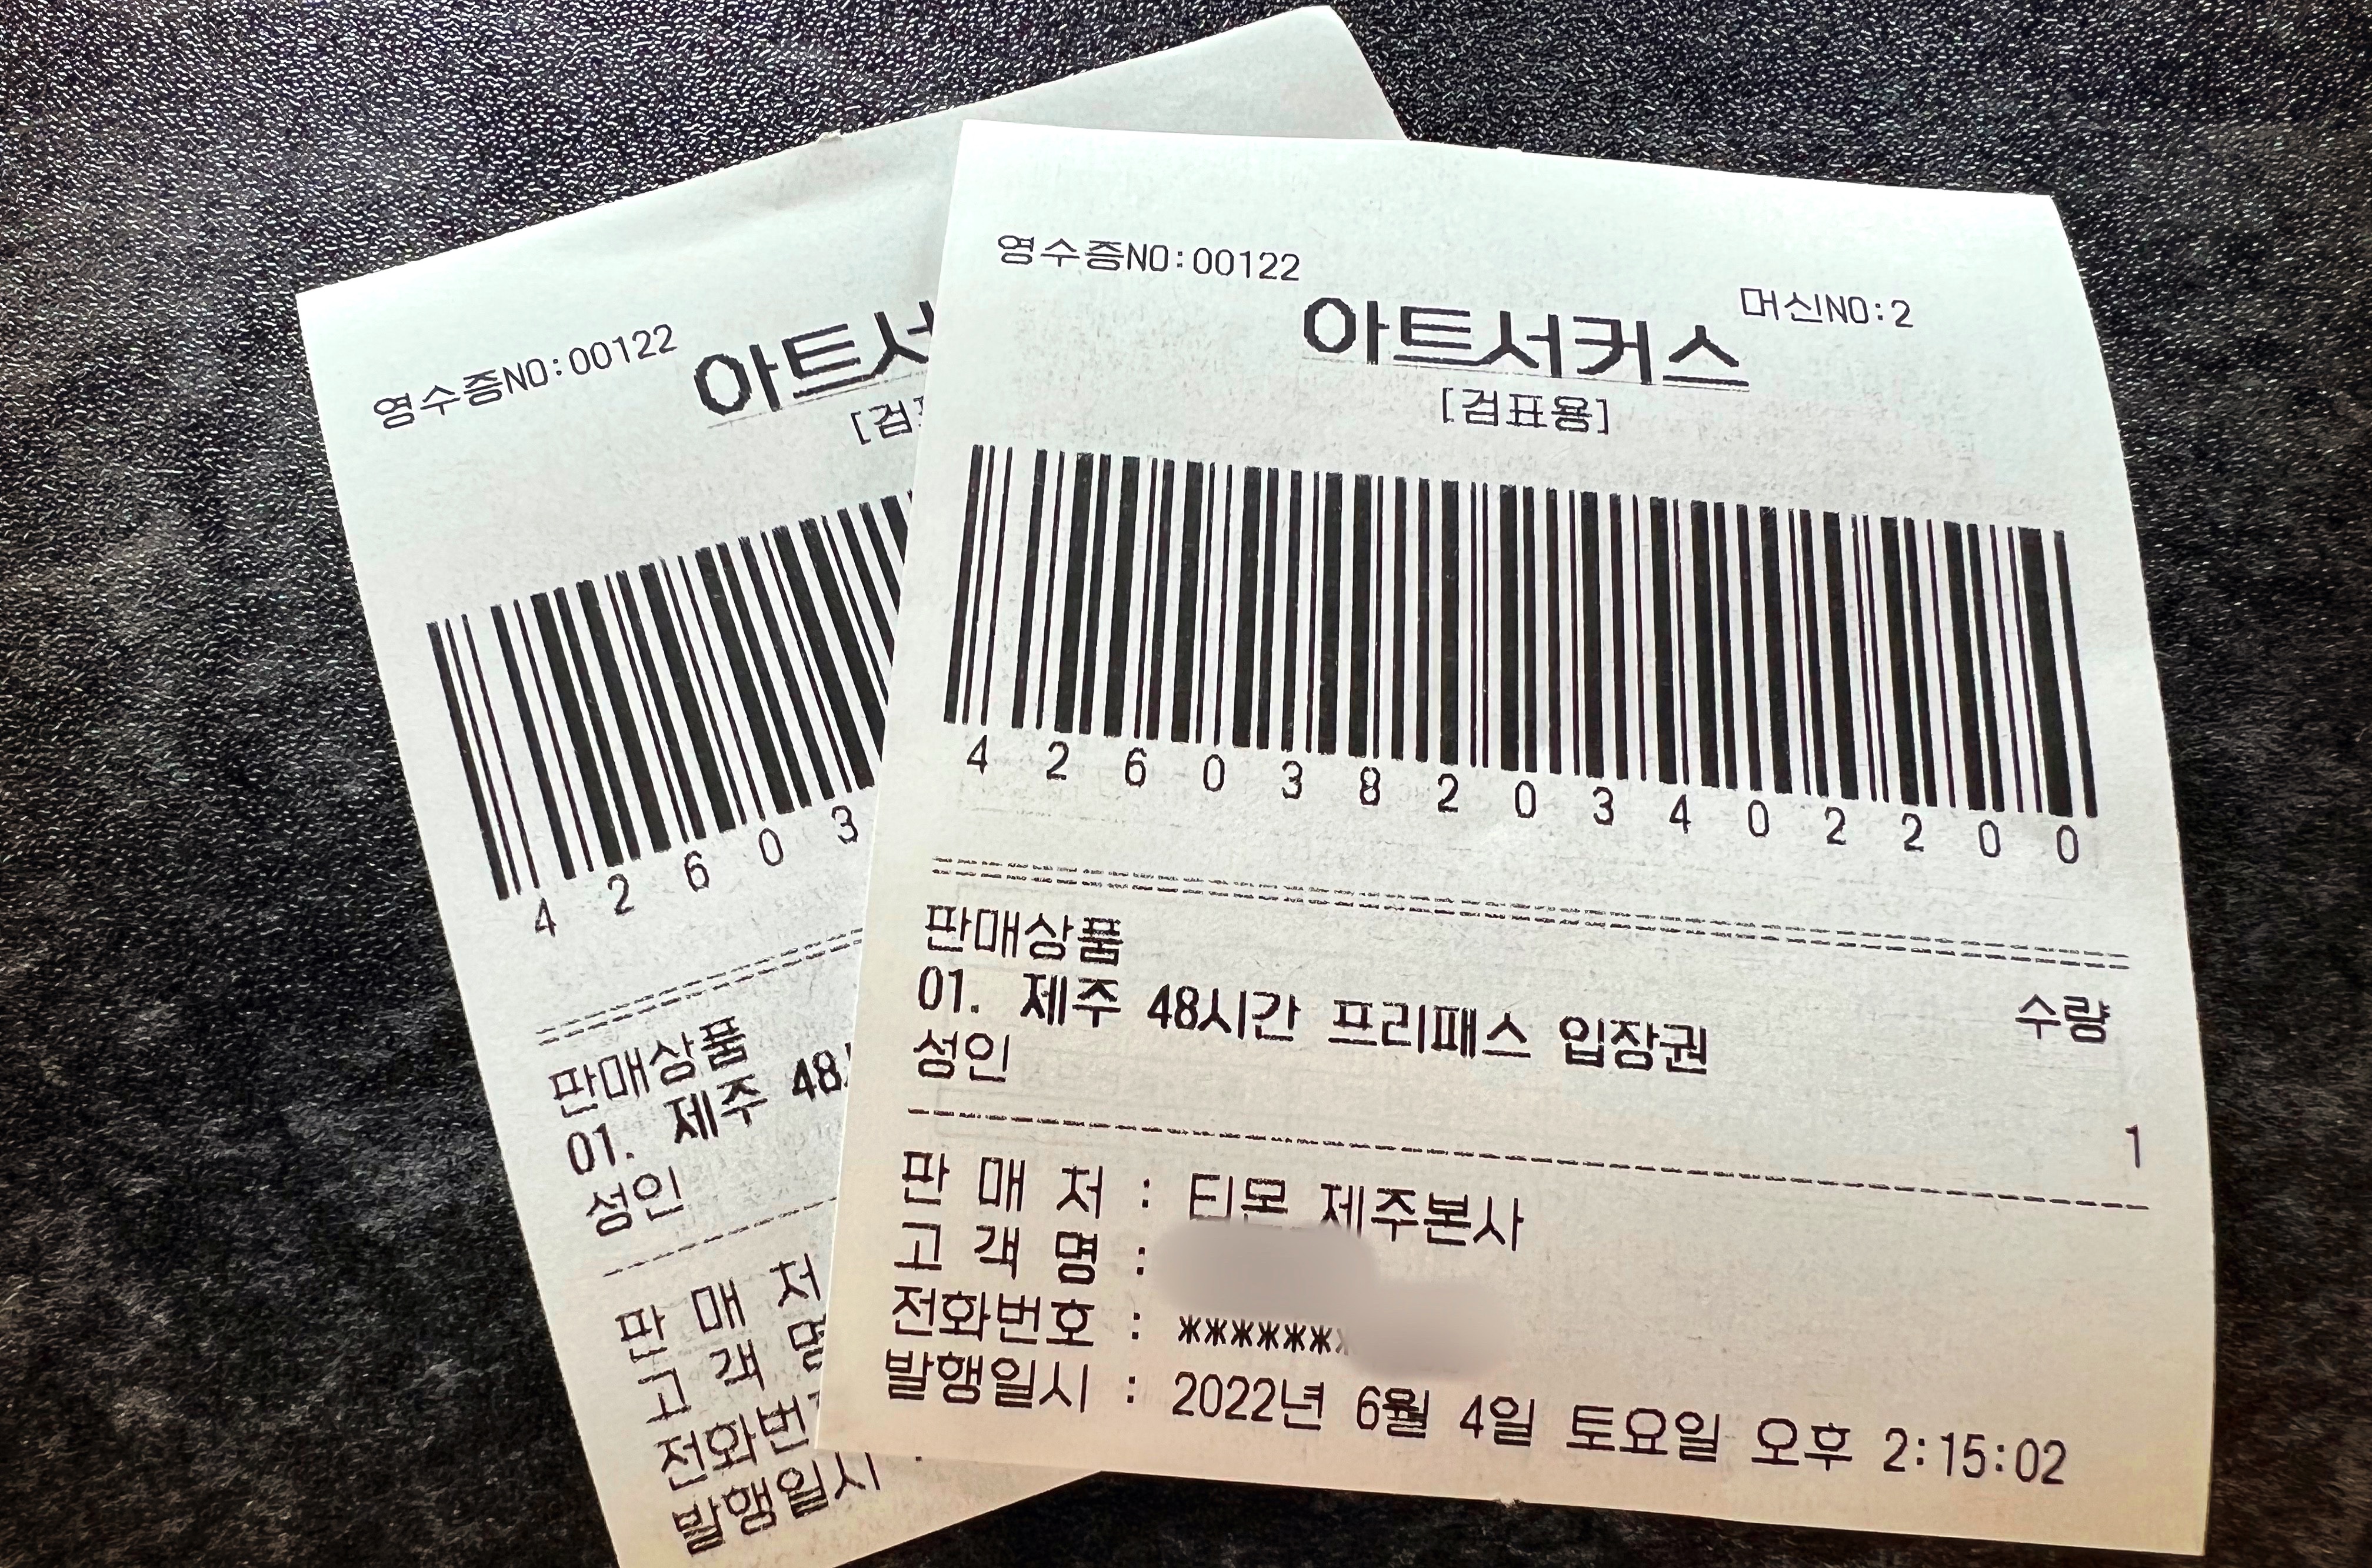 영수증NO:00122
머신NO:2
아트서커스
[검표용]
4 2 6 0 3 8 2 0 3 4 0 2 2 0 0
판매상품
수량
01. 제주 48시간 프리패스 입장권
성인
1
판 매 처 : 티몬 제주본사
고 객 명 :
전화번호 : ******
발행일시 : 2022년 6월 4일 토요일 오후 2:15:02
영수증NO:00122
아트서
[검
4 2 6 0 3
판매상품
01. 제주 48
성인
판 매 처
고 객 명
전화번
발행일시